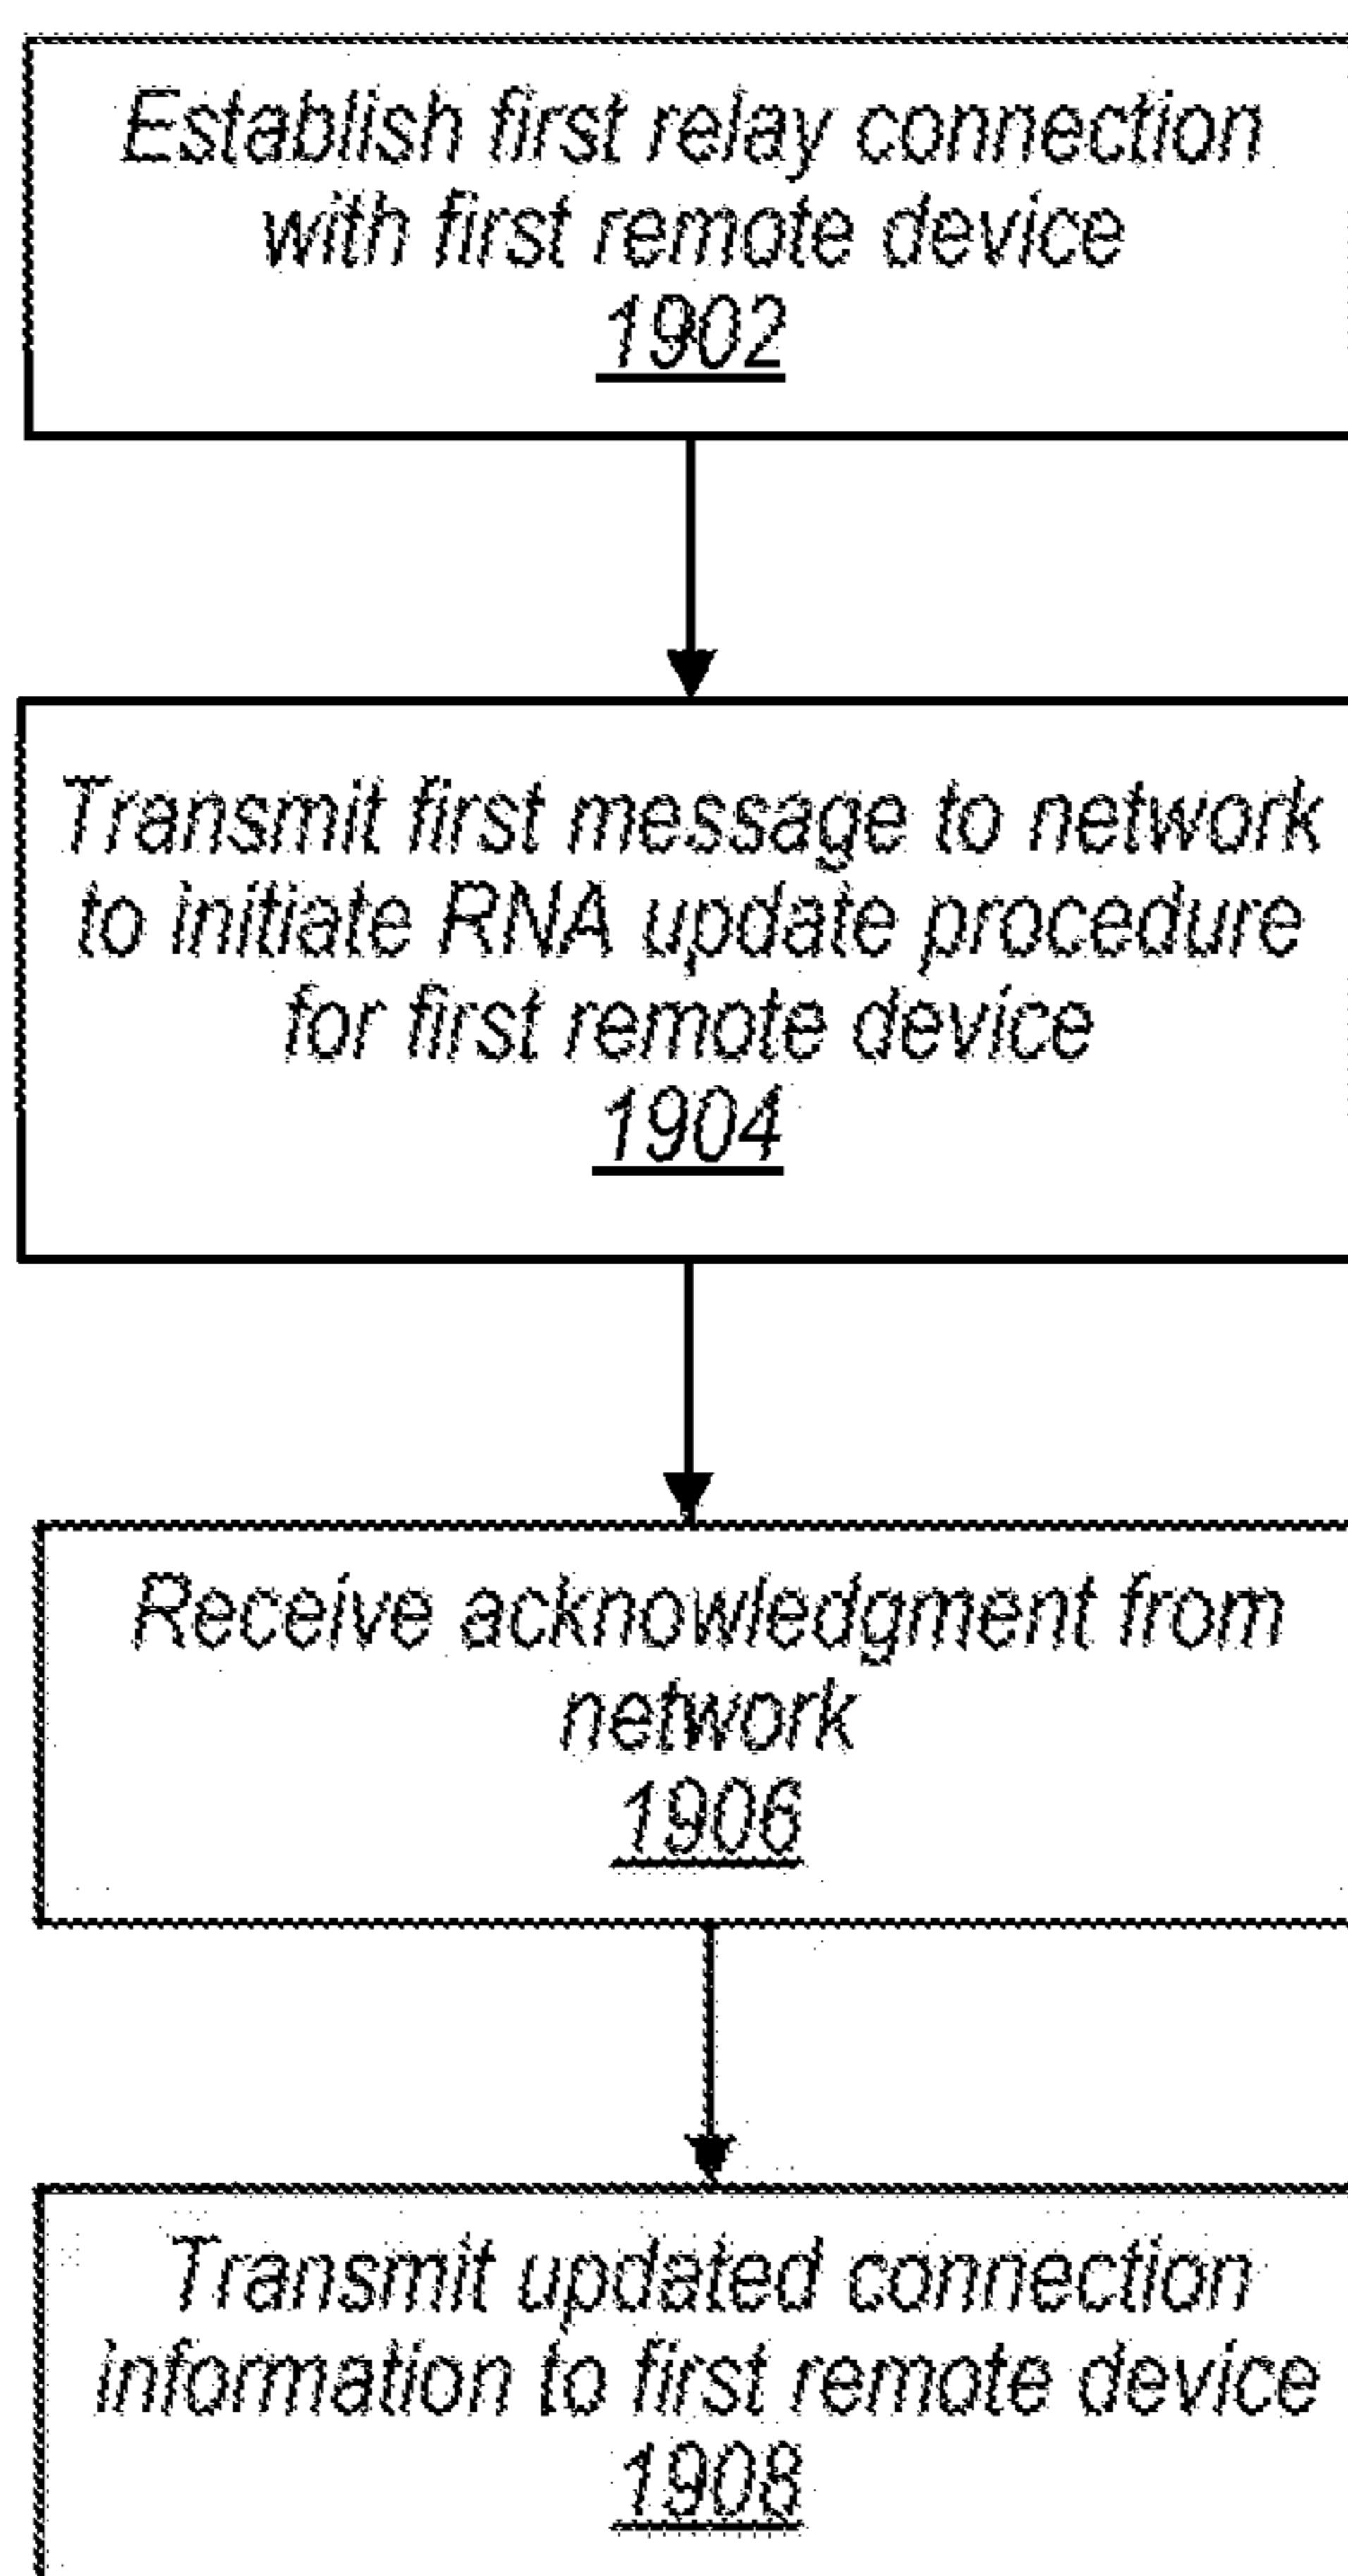 Establish first relay connection
with first remote device
1902
Transmit first message to network
to initiate RNA update procedure
for first remote device
1904
Receive acknowledgment from
network
1906
Transmit updated connection
information to first remote device
1908